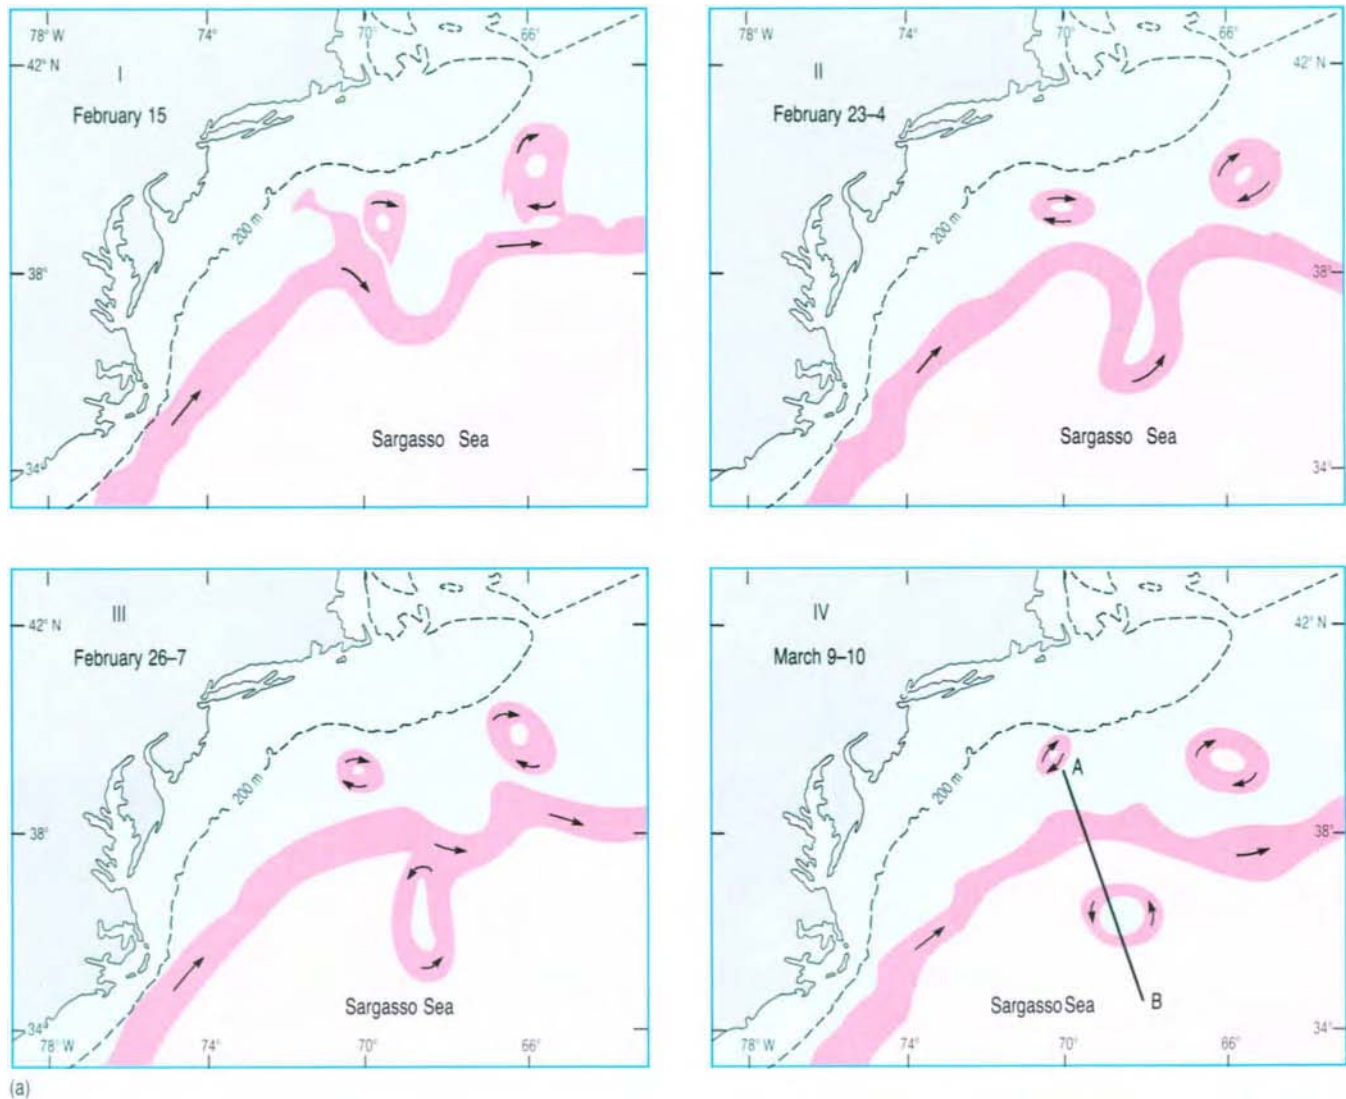 78° W 74° 70° 66°
42° N
I
February 15
200 m
38°
Sargasso Sea
34°
78° W 74° 70° 66°
42° N
II
February 23–4
200 m
38°
Sargasso Sea
34°
III
42° N
February 26–7
200 m
38°
Sargasso Sea
34°
78° W 74° 70° 66°
IV
42° N
March 9–10
200 m
A
38°
Sargasso Sea
B
34°
78° W 74° 70° 66°
(a)